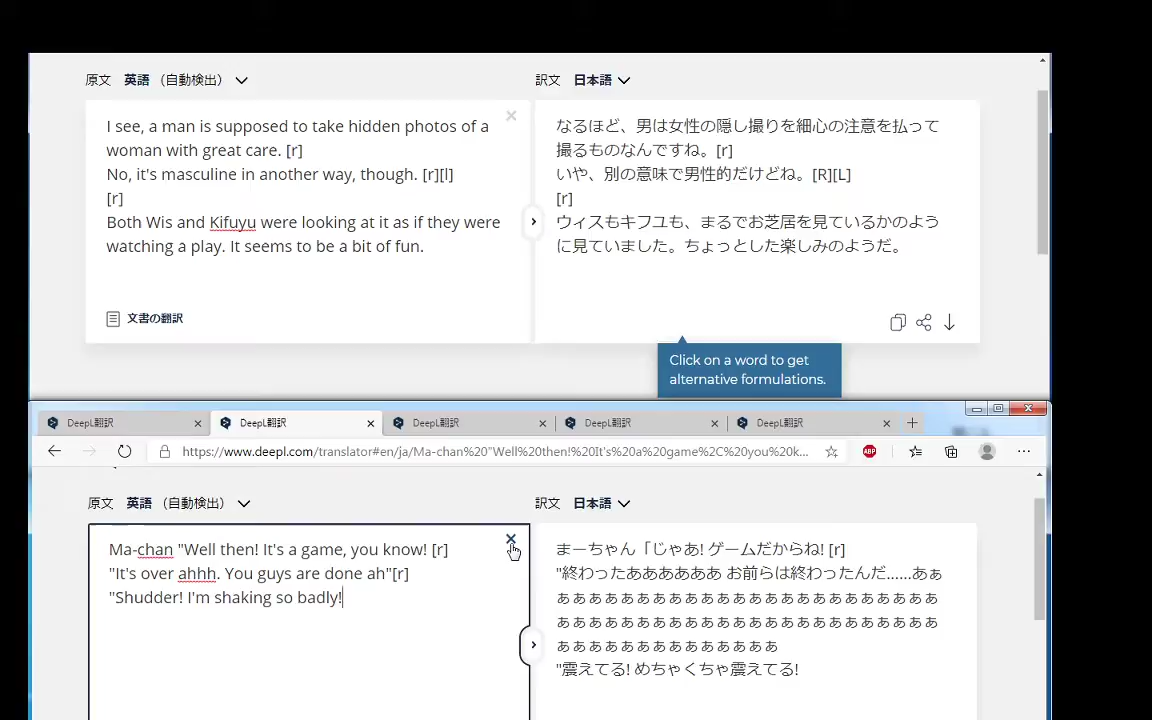 原文 英語 (自動検出)
訳文 日本語
I see, a man is supposed to take hidden photos of a
woman with great care. [r]
No, it's masculine in another way, though. [r][l]
[r]
Both Wis and Kifuyu were looking at it as if they were
watching a play. It seems to be a bit of fun.
文書の翻訳
なるほど、男は女性の隠し撮りを細心の注意を払って
撮るものなんですね。[r]
いや、別の意味で男性的だけどね。[R][L]
[r]
ウィスもキフユも、まるでお芝居を見ているかのよう
に見ていました。ちょっとした楽しみのようだ。
Click on a word to get
alternative formulations.
DeepL翻訳
DeepL翻訳
DeepL翻訳
DeepL翻訳
DeepL翻訳
https://www.deepl.com/translator#en/ja/Ma-chan%20"Well%20then!%20It's%20a%20game%2C%20you%20k...
ABP
原文 英語 (自動検出)
訳文 日本語
Ma-chan "Well then! It's a game, you know! [r]
"It's over ahhh. You guys are done ah"[r]
"Shudder! I'm shaking so badly!
まーちゃん「じゃあ! ゲームだからね! [r]
"終わったああああああ お前らは終わったんだ......あぁ
ああああああああああああああああああああああああ
ああああああああああああああああああああああああ
ああああああああああああああ
"震えてる! めちゃくちゃ震えてる!